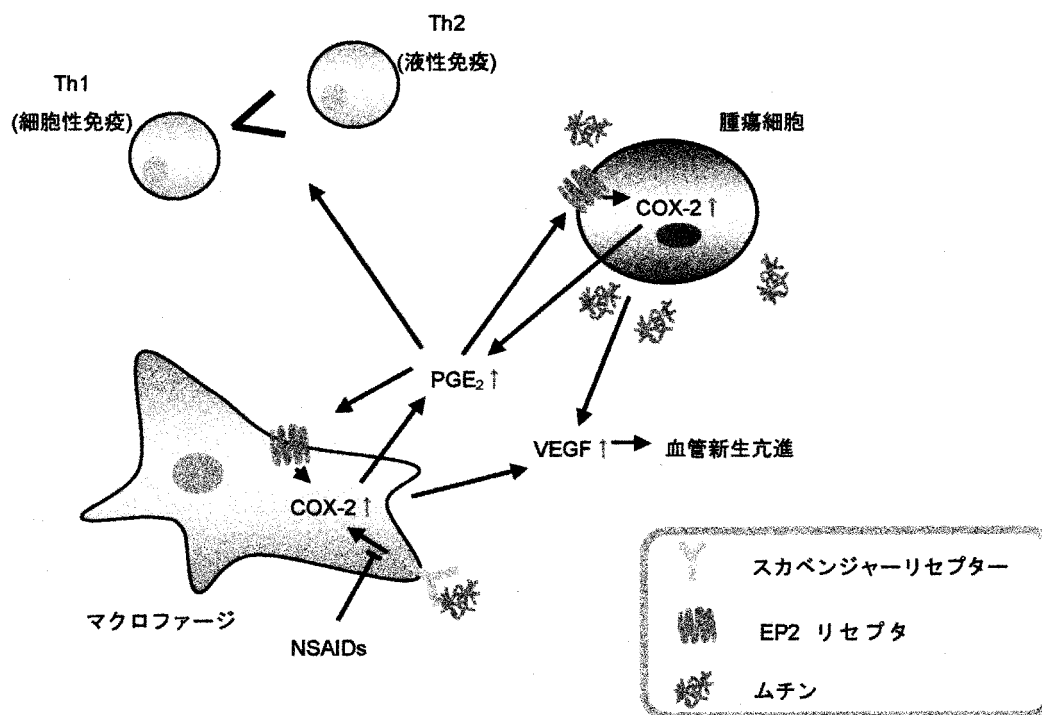 Th2
(液性免疫)
Th1
(細胞性免疫)
腫瘍細胞
COX-2↑
PGE₂↑
VEGF↑
血管新生亢進
COX-2↑
マクロファージ
NSAIDs
スカベンジャーリセプター
EP2 リセプタ
ムチン